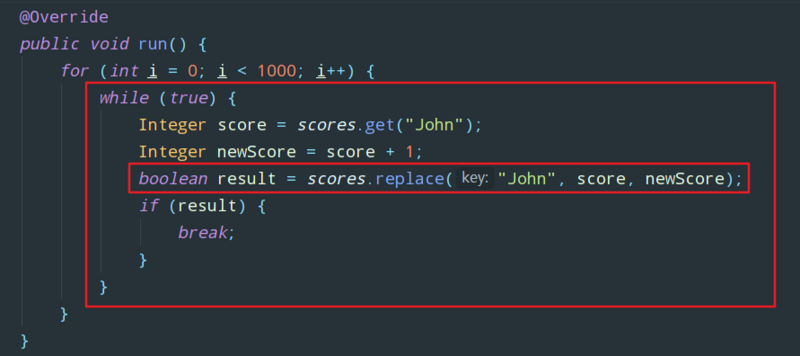 @Override
public void run() {
for (int i = 0; i < 1000; i++) {
while (true) {
Integer score = scores.get("John");
Integer newScore = score + 1;
boolean result = scores.replace( key: "John", score, newScore);
if (result) {
break;
}
}
}
}